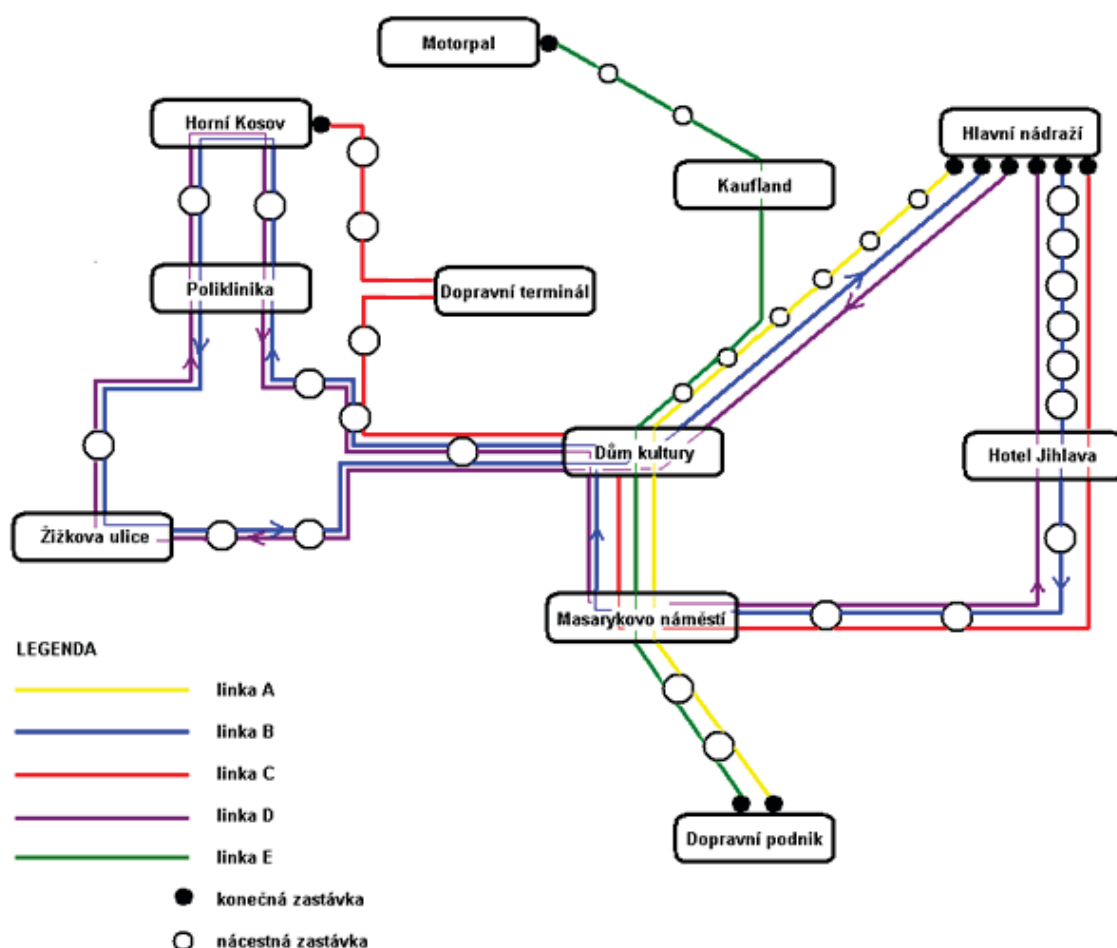 Motorpal
Horní Kosov
Hlavní nádraží
Kaufland
Poliklinika
Dopravní terminál
Dům kultury
Hotel Jihlava
Žižkova ulice
Masarykovo náměstí
LEGENDA
linka A
linka B
linka C
linka D
linka E
Dopravní podnik
konečná zastávka
nácestná zastávka